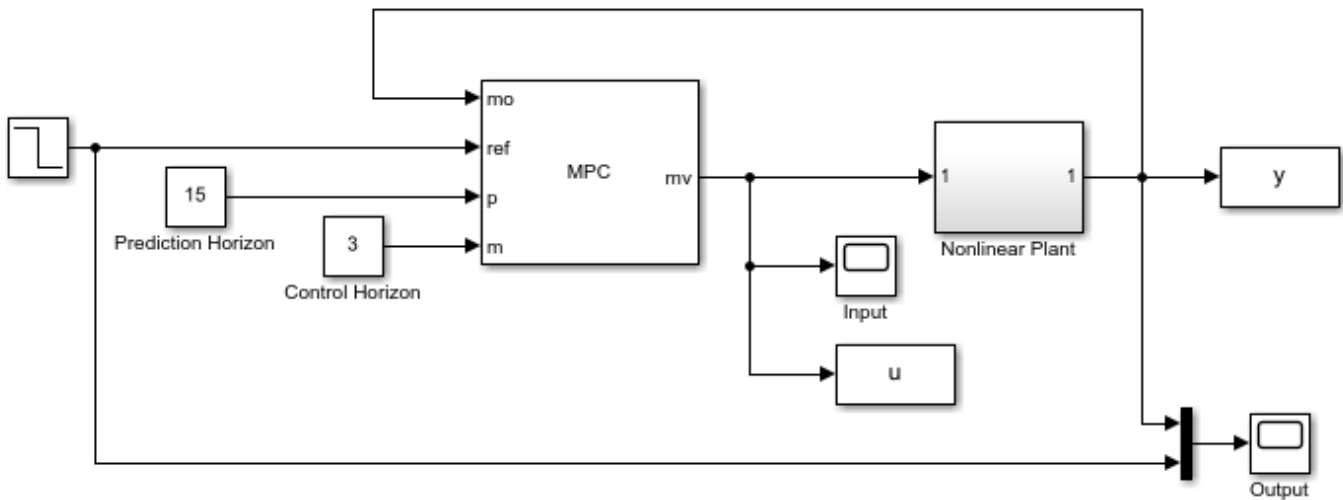 mo
ref
MPC
mv
p
m
15
Prediction Horizon
3
Control Horizon
1
1
Nonlinear Plant
y
Input
u
Output